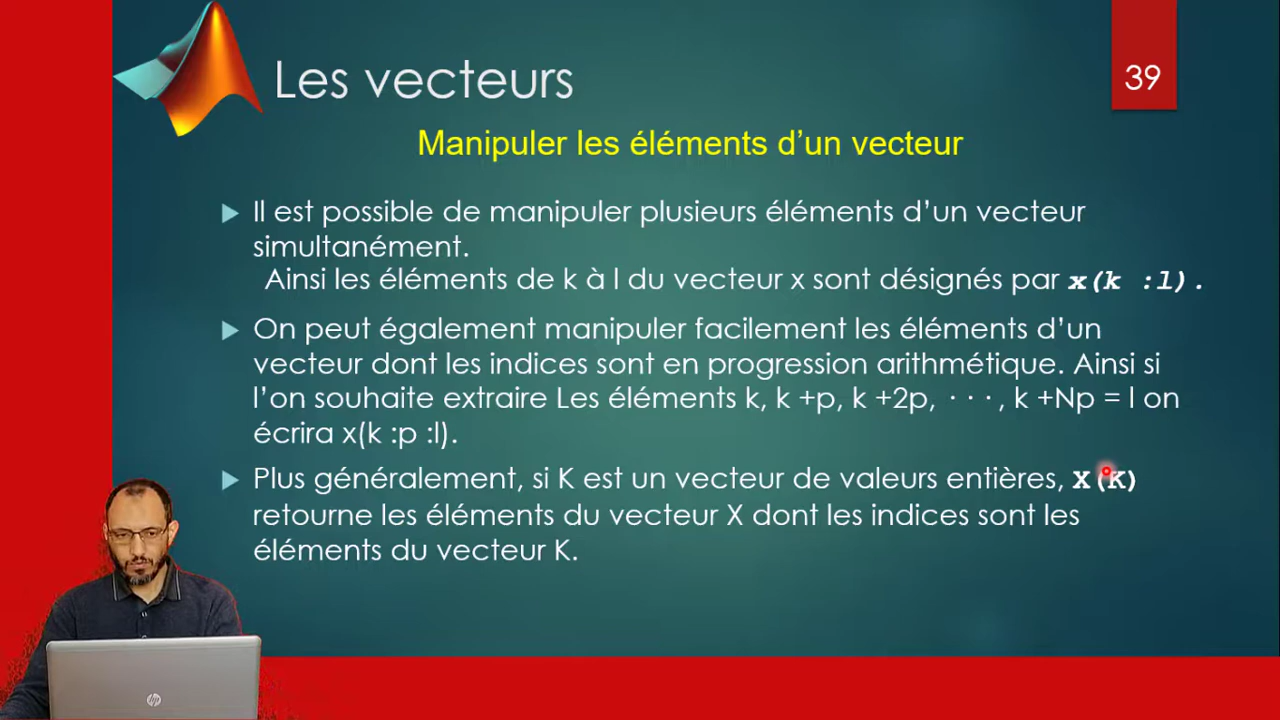 Les vecteurs
39
Manipuler les éléments d’un vecteur
Il est possible de manipuler plusieurs éléments d’un vecteur
simultanément.
Ainsi les éléments de k à l du vecteur x sont désignés par x(k :l).
On peut également manipuler facilement les éléments d’un
vecteur dont les indices sont en progression arithmétique. Ainsi si
l’on souhaite extraire Les éléments k, k +p, k +2p, · · · , k +Np = l on
écrira x(k :p :l).
Plus généralement, si K est un vecteur de valeurs entières, X(K)
retourne les éléments du vecteur X dont les indices sont les
éléments du vecteur K.
hp